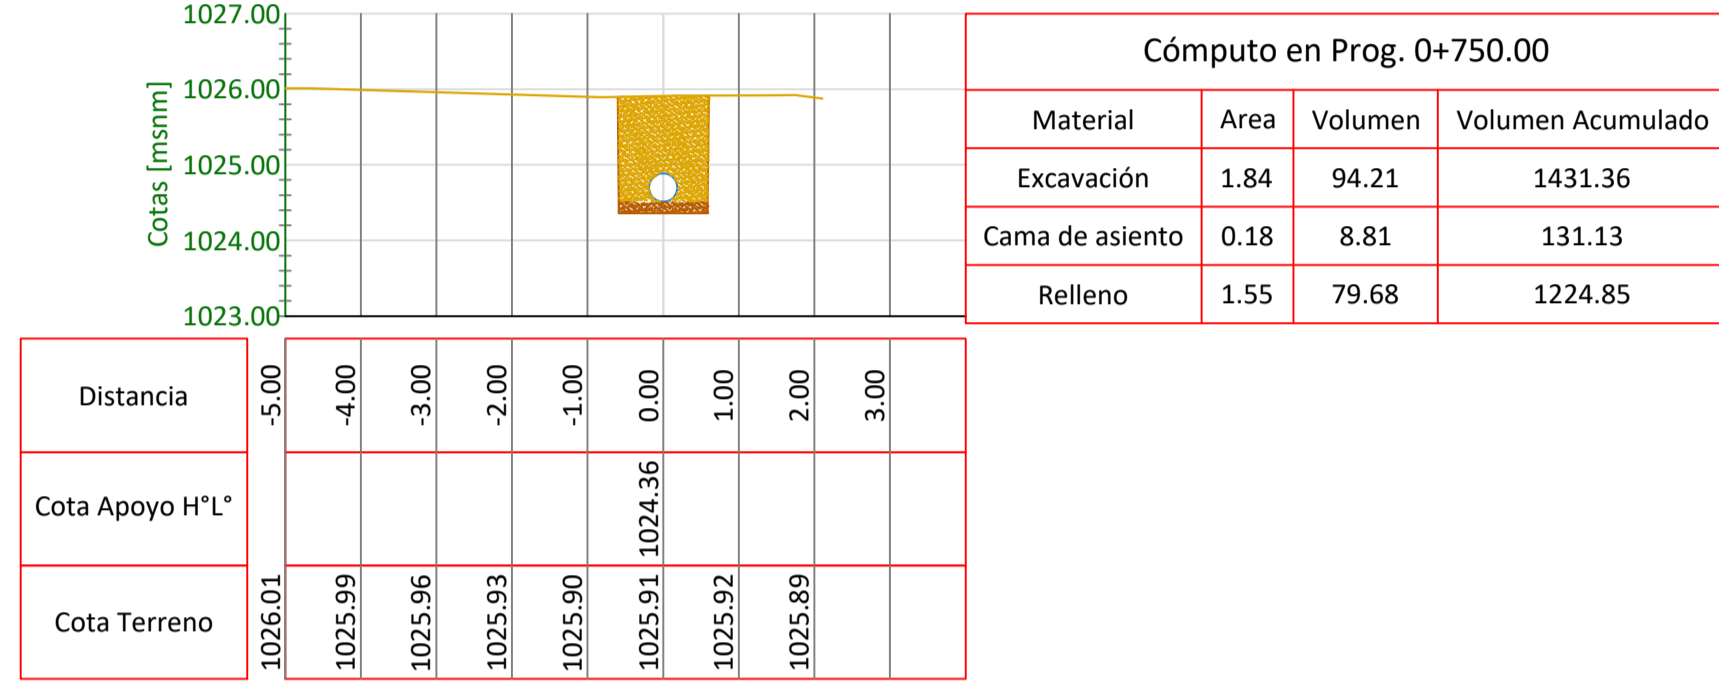 1027.00
1026.00
1025.00
1024.00
1023.00
Cotas [msnm]
Cómputo en Prog. 0+750.00
Material Area Volumen Volumen Acumulado
Excavación 1.84 94.21 1431.36
Cama de asiento 0.18 8.81 131.13
Relleno 1.55 79.68 1224.85
Distancia -5.00 -4.00 -3.00 -2.00 -1.00 0.00 1.00 2.00 3.00
Cota Apoyo H°L° 1024.36
Cota Terreno 1026.01 1025.99 1025.96 1025.93 1025.90 1025.91 1025.92 1025.89